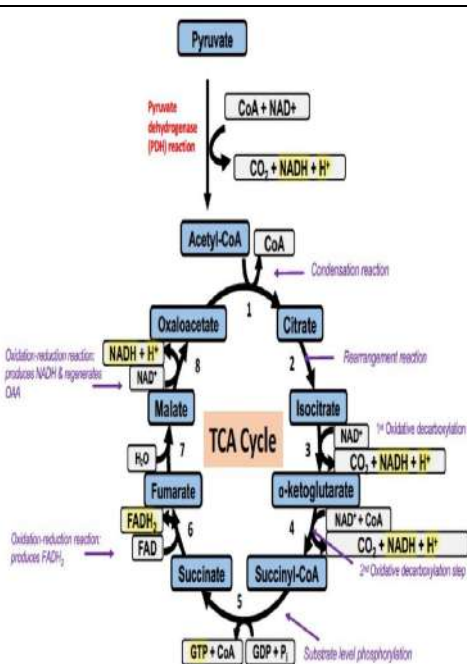 Pyruvate
Pyruvate
dehydrogenase
(PDH) reaction
CoA + NAD+
CO₂ + NADH + H⁺
Acetyl-CoA
CoA
Condensation reaction
1
Oxaloacetate
Citrate
Oxidation-reduction reaction:
produces NADH & regenerates
OAA
NADH + H⁺
NAD⁺
8
2
Rearrangement reaction
Malate
Isocitrate
TCA Cycle
1st Oxidative decarboxylation
NAD⁺
3
CO₂ + NADH + H⁺
H₂O
7
Fumarate
α-ketoglutarate
FADH₂
FAD
6
4
NAD⁺ + CoA
CO₂ + NADH + H⁺
Oxidation-reduction reaction:
produces FADH₂
2nd Oxidative decarboxylation step
Succinate
Succinyl-CoA
5
GTP + CoA
GDP + Pᵢ
Substrate level phosphorylation